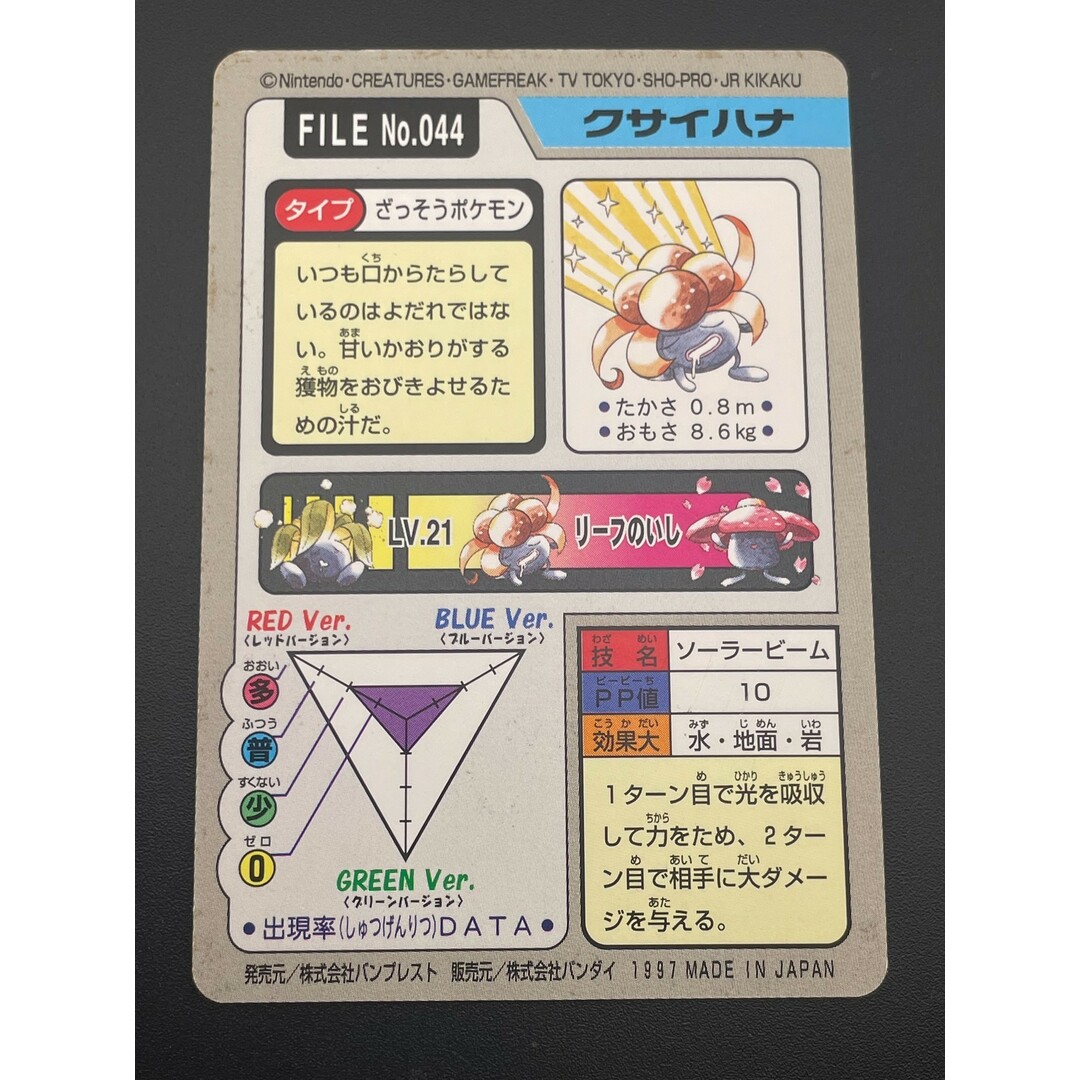 ©Nintendo・CREATURES・GAMEFREAK・TV TOKYO・SHO-PRO・JR KIKAKU
FILE No.044
クサイハナ
タイプ ざっそうポケモン
くち
いつも口からたらして
いるのはよだれではな
あま
い。甘いかおりがする
えもの
獲物をおびきよせるた
しる
めの汁だ。
●たかさ 0.8m●
●おもさ 8.6kg●
LV.21
リーフのいし
RED Ver.
〈レッドバージョン〉
BLUE Ver.
〈ブルーバージョン〉
おおい
多
ふつう
普
すくない
少
ゼロ
0
GREEN Ver.
〈グリーンバージョン〉
●出現率(しゅつげんりつ)DATA●
わざ めい
技名 ソーラービーム
ピーピーち
PP値 10
こうかだい みず じめん いわ
効果大 水・地面・岩
め ひかり きゅうしゅう
1ターン目で光を吸収
ちから
して力をため、2ター
め あいて だい
ン目で相手に大ダメー
あた
ジを与える。
発売元／株式会社バンプレスト 販売元／株式会社バンダイ 1997 MADE IN JAPAN